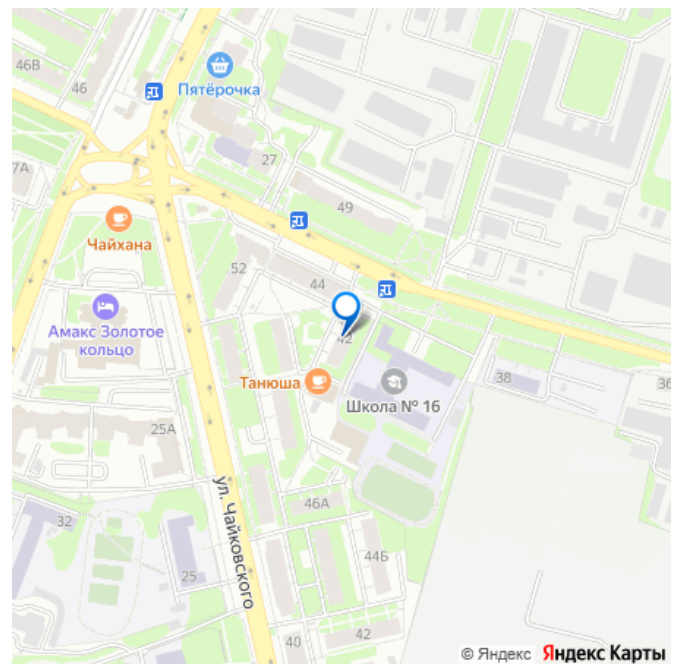 46В
46
Пятёрочка
27
7А
49
Чайхана
52
44
Амакс Золотое
кольцо
42
Танюша
Школа № 16
38
36
25А
ул. Чайковского
46А
32
25
44Б
40
42
© Яндекс Яндекс Карты